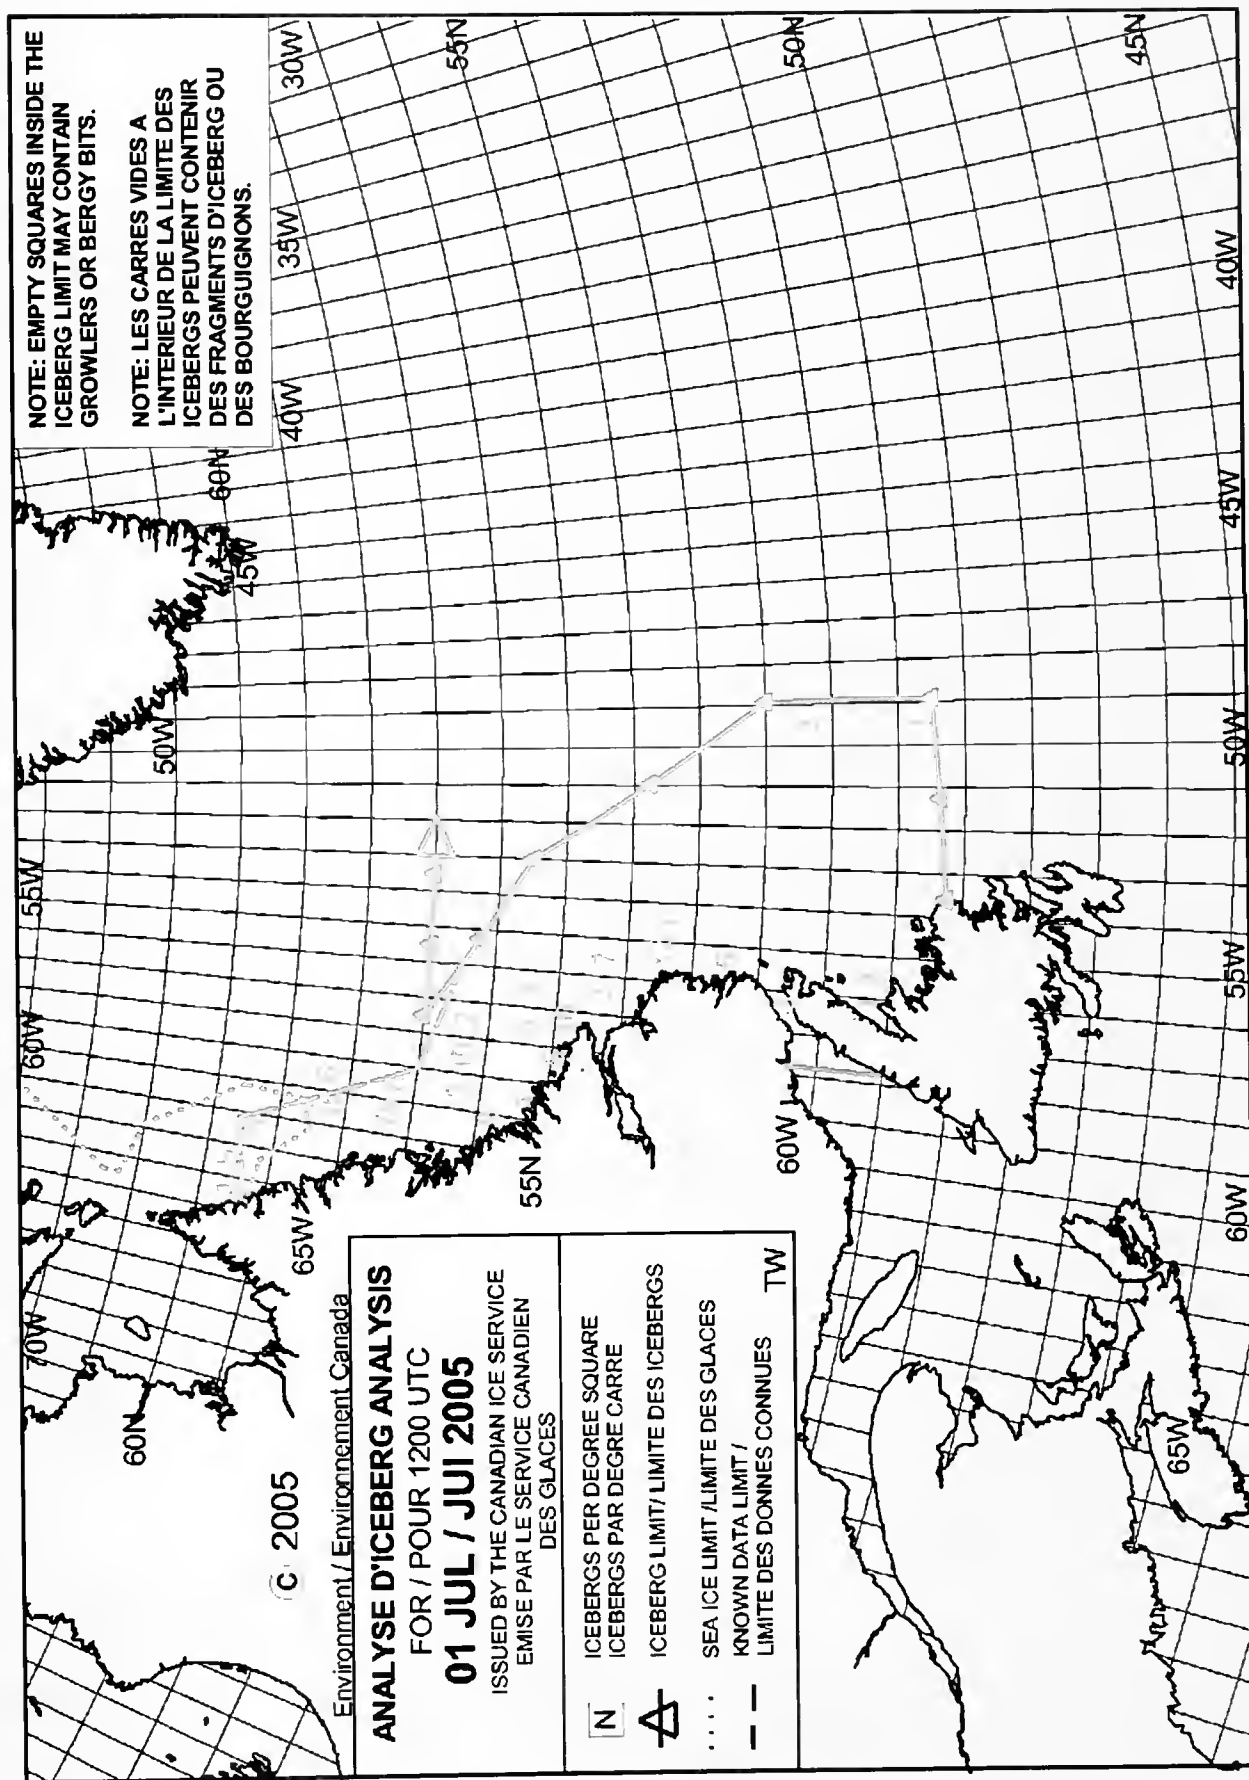 NOTE: EMPTY SQUARES INSIDE THE
ICEBERG LIMIT MAY CONTAIN
GROWLERS OR BERGY BITS.
NOTE: LES CARRES VIDES A
L'INTERIEUR DE LA LIMITE DES
ICEBERGS PEUVENT CONTENIR
DES FRAGMENTS D'ICEBERG OU
DES BOURGUIGNONS.
30W
35W
40W
60N
45W
50W
55W
60W
65W
70W
60N
55N
60W
55N
50N
45N
40W
45W
50W
55W
60W
65W
© 2005
Environment / Environnement Canada
ANALYSE D'ICEBERG ANALYSIS
FOR / POUR 1200 UTC
01 JUL / JUI 2005
ISSUED BY THE CANADIAN ICE SERVICE
EMISE PAR LE SERVICE CANADIEN
DES GLACES
N
ICEBERGS PER DEGREE SQUARE
ICEBERGS PAR DEGRE CARRE
ICEBERG LIMIT/ LIMITE DES ICEBERGS
SEA ICE LIMIT /LIMITE DES GLACES
KNOWN DATA LIMIT /
LIMITE DES DONNES CONNUES
TW